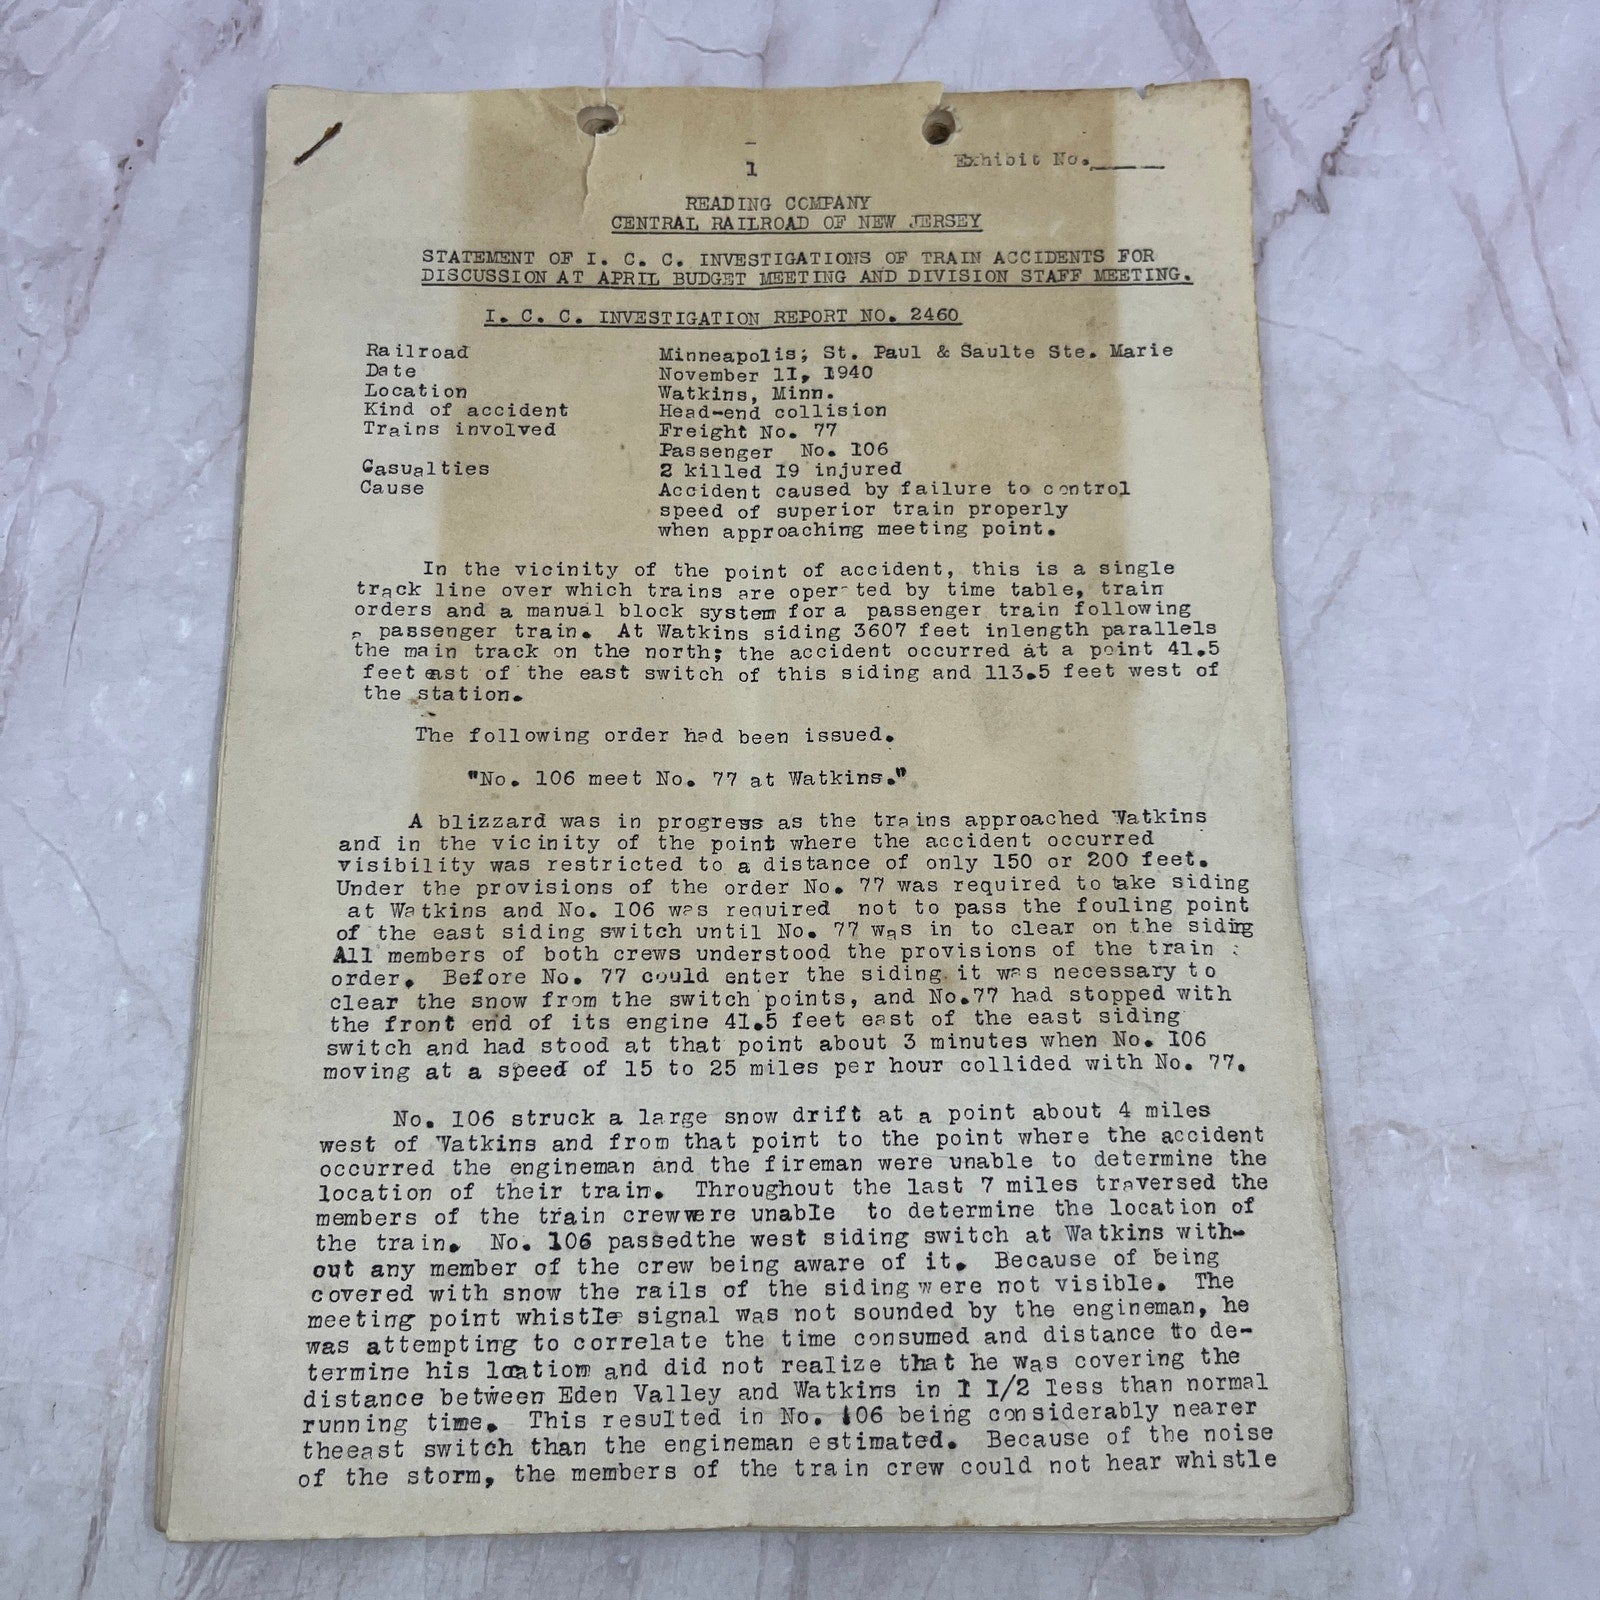 Exhibit No.____
1
READING COMPANY
CENTRAL RAILROAD OF NEW JERSEY
STATEMENT OF I. C. C. INVESTIGATIONS OF TRAIN ACCIDENTS FOR
DISCUSSION AT APRIL BUDGET MEETING AND DIVISION STAFF MEETING.
I. C. C. INVESTIGATION REPORT NO. 2460
Railroad Minneapolis; St. Paul & Saulte Ste. Marie
Date November 11, 1940
Location Watkins, Minn.
Kind of accident Head-end collision
Trains involved Freight No. 77
Passenger No. 106
Casualties 2 killed 19 injured
Cause Accident caused by failure to control
speed of superior train properly
when approaching meeting point.
In the vicinity of the point of accident, this is a single
track line over which trains are operated by time table, train
orders and a manual block system for a passenger train following
a passenger train. At Watkins siding 3607 feet inlength parallels
the main track on the north; the accident occurred at a point 41.5
feet east of the east switch of this siding and 113.5 feet west of
the station.
The following order had been issued.
"No. 106 meet No. 77 at Watkins."
A blizzard was in progress as the trains approached Watkins
and in the vicinity of the point where the accident occurred
visibility was restricted to a distance of only 150 or 200 feet.
Under the provisions of the order No. 77 was required to take siding
at Watkins and No. 106 was required not to pass the fouling point
of the east siding switch until No. 77 was in to clear on the siding
All members of both crews understood the provisions of the train
order. Before No. 77 could enter the siding it was necessary to
clear the snow from the switch points, and No.77 had stopped with
the front end of its engine 41.5 feet east of the east siding
switch and had stood at that point about 3 minutes when No. 106
moving at a speed of 15 to 25 miles per hour collided with No. 77.
No. 106 struck a large snow drift at a point about 4 miles
west of Watkins and from that point to the point where the accident
occurred the engineman and the fireman were unable to determine the
location of their train. Throughout the last 7 miles traversed the
members of the train crew were unable to determine the location of
the train. No. 106 passedthe west siding switch at Watkins with-
out any member of the crew being aware of it. Because of being
covered with snow the rails of the siding were not visible. The
meeting point whistle signal was not sounded by the engineman, he
was attempting to correlate the time consumed and distance to de-
termine his location and did not realize that he was covering the
distance between Eden Valley and Watkins in 1 1/2 less than normal
running time. This resulted in No. 106 being considerably nearer
theeast switch than the engineman estimated. Because of the noise
of the storm, the members of the train crew could not hear whistle